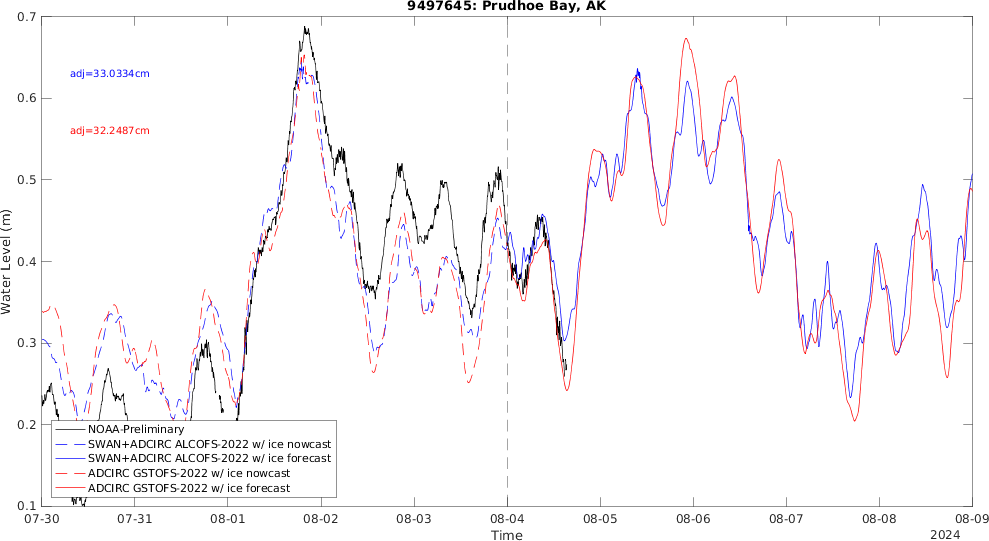 9497645: Prudhoe Bay, AK
0.7
0.6
0.5
0.4
0.3
0.2
0.1
Water Level (m)
adj=33.0334cm
adj=32.2487cm
NOAA-Preliminary
SWAN+ADCIRC ALCOFS-2022 w/ ice nowcast
SWAN+ADCIRC ALCOFS-2022 w/ ice forecast
ADCIRC GSTOFS-2022 w/ ice nowcast
ADCIRC GSTOFS-2022 w/ ice forecast
07-30 07-31 08-01 08-02 08-03 08-04 08-05 08-06 08-07 08-08 08-09
Time
2024